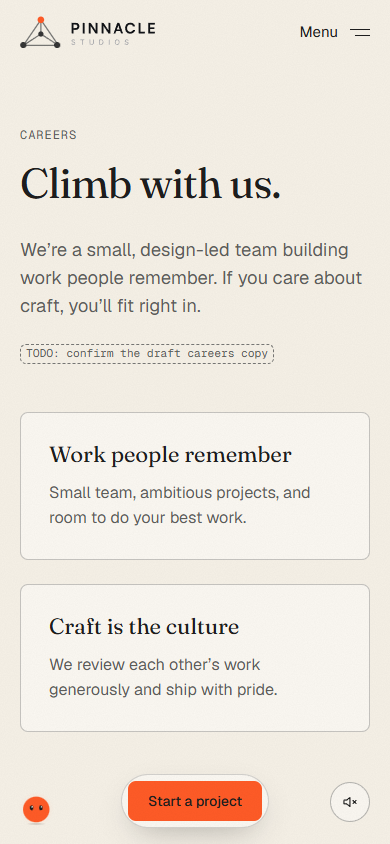 PINNACLE
STUDIOS
Menu
CAREERS
Climb with us.
We’re a small, design-led team building
work people remember. If you care about
craft, you’ll fit right in.
TODO: confirm the draft careers copy
Work people remember
Small team, ambitious projects, and
room to do your best work.
Craft is the culture
We review each other’s work
generously and ship with pride.
Start a project